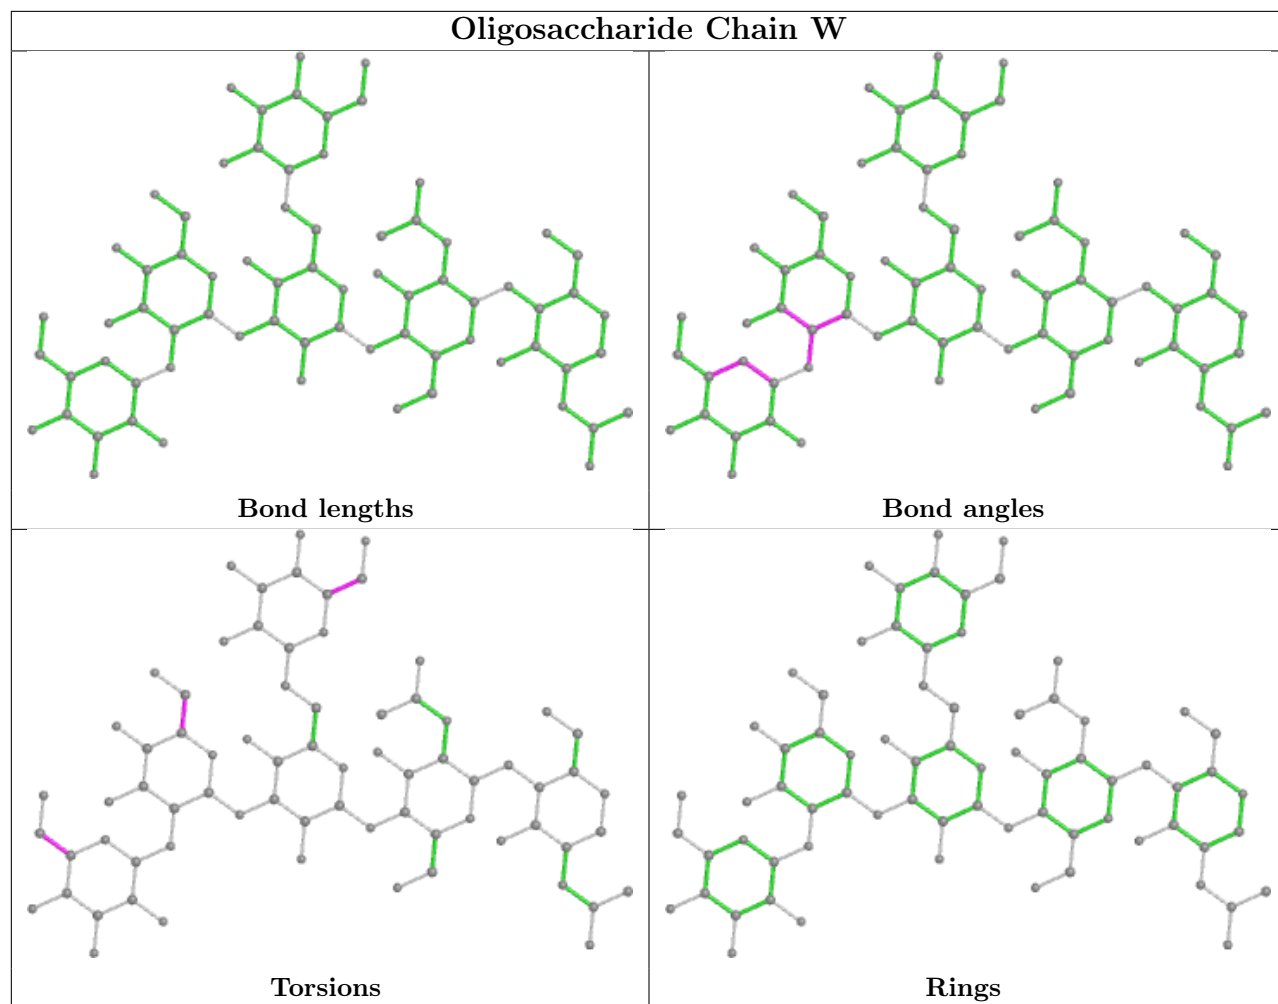 Oligosaccharide Chain W
Bond lengths
Bond angles
Torsions
Rings